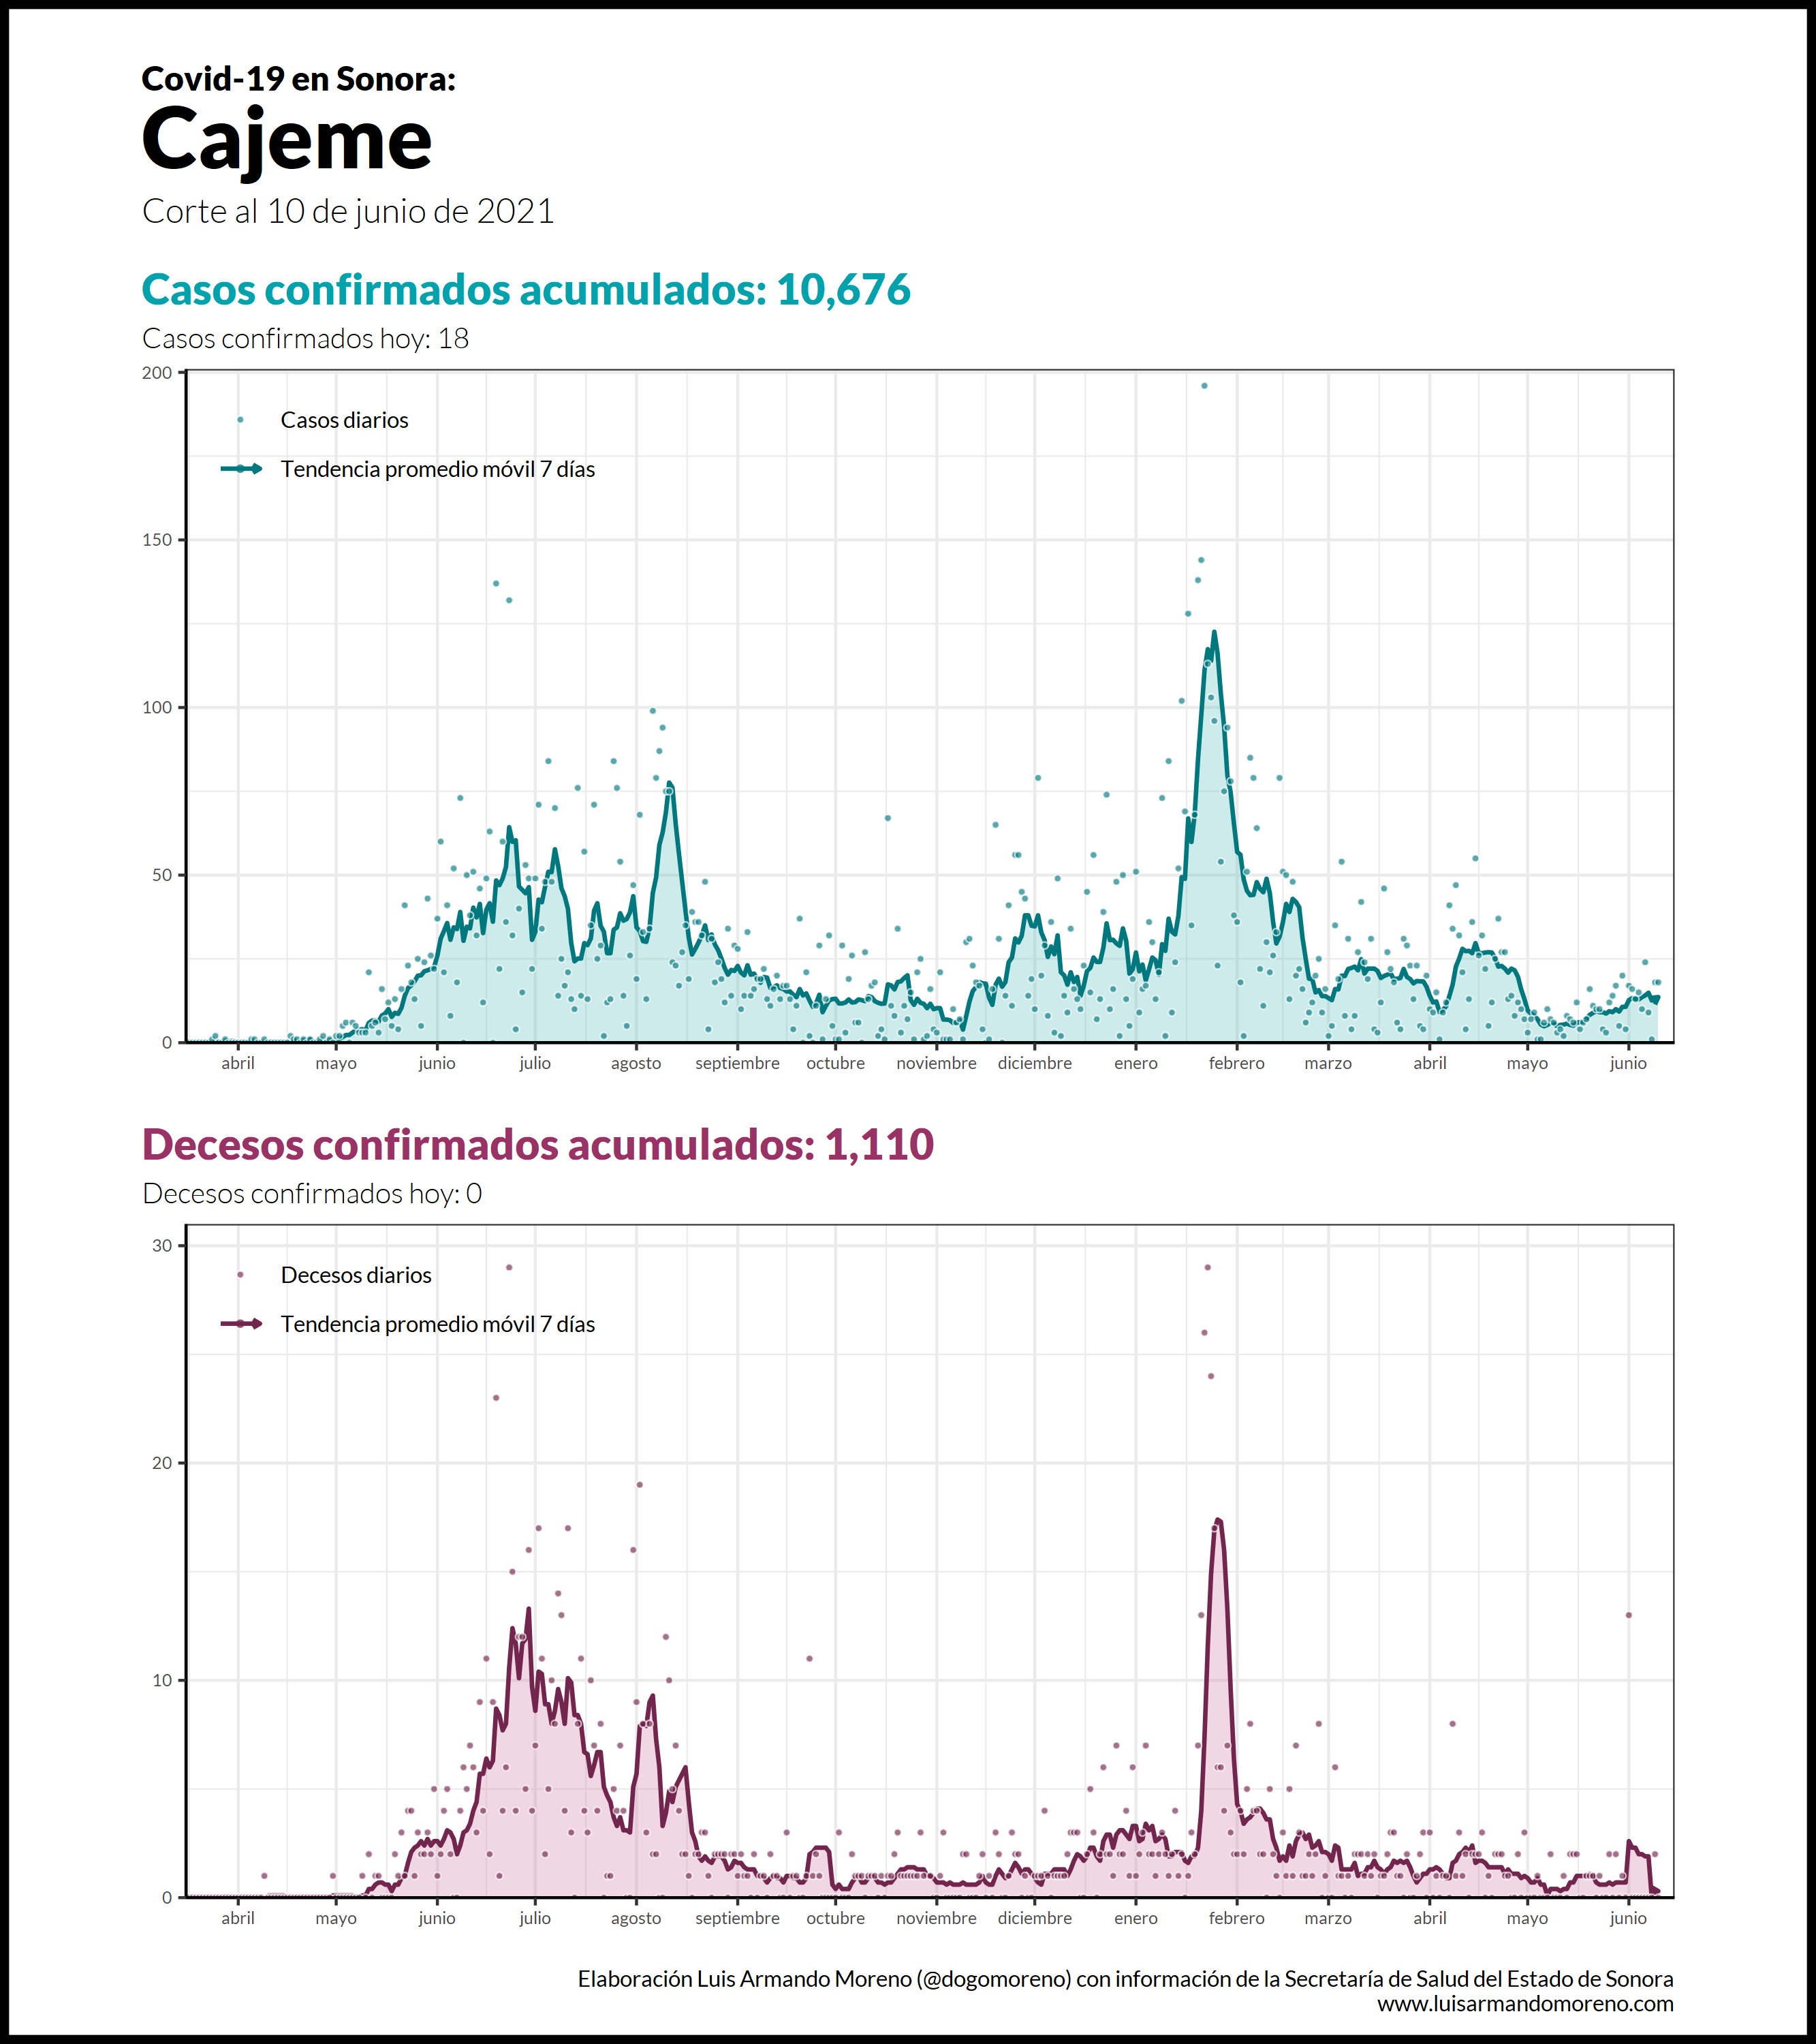 Covid-19 en Sonora:
Cajeme
Corte al 10 de junio de 2021
Casos confirmados acumulados: 10,676
Casos confirmados hoy: 18
200
150
100
50
0
Casos diarios
Tendencia promedio móvil 7 días
abril mayo junio julio agosto septiembre octubre noviembre diciembre enero febrero marzo abril mayo junio
Decesos confirmados acumulados: 1,110
Decesos confirmados hoy: 0
30
20
10
0
Decesos diarios
Tendencia promedio móvil 7 días
abril mayo junio julio agosto septiembre octubre noviembre diciembre enero febrero marzo abril mayo junio
Elaboración Luis Armando Moreno (@dogomoreno) con información de la Secretaría de Salud del Estado de Sonora
www.luisarmandomoreno.com